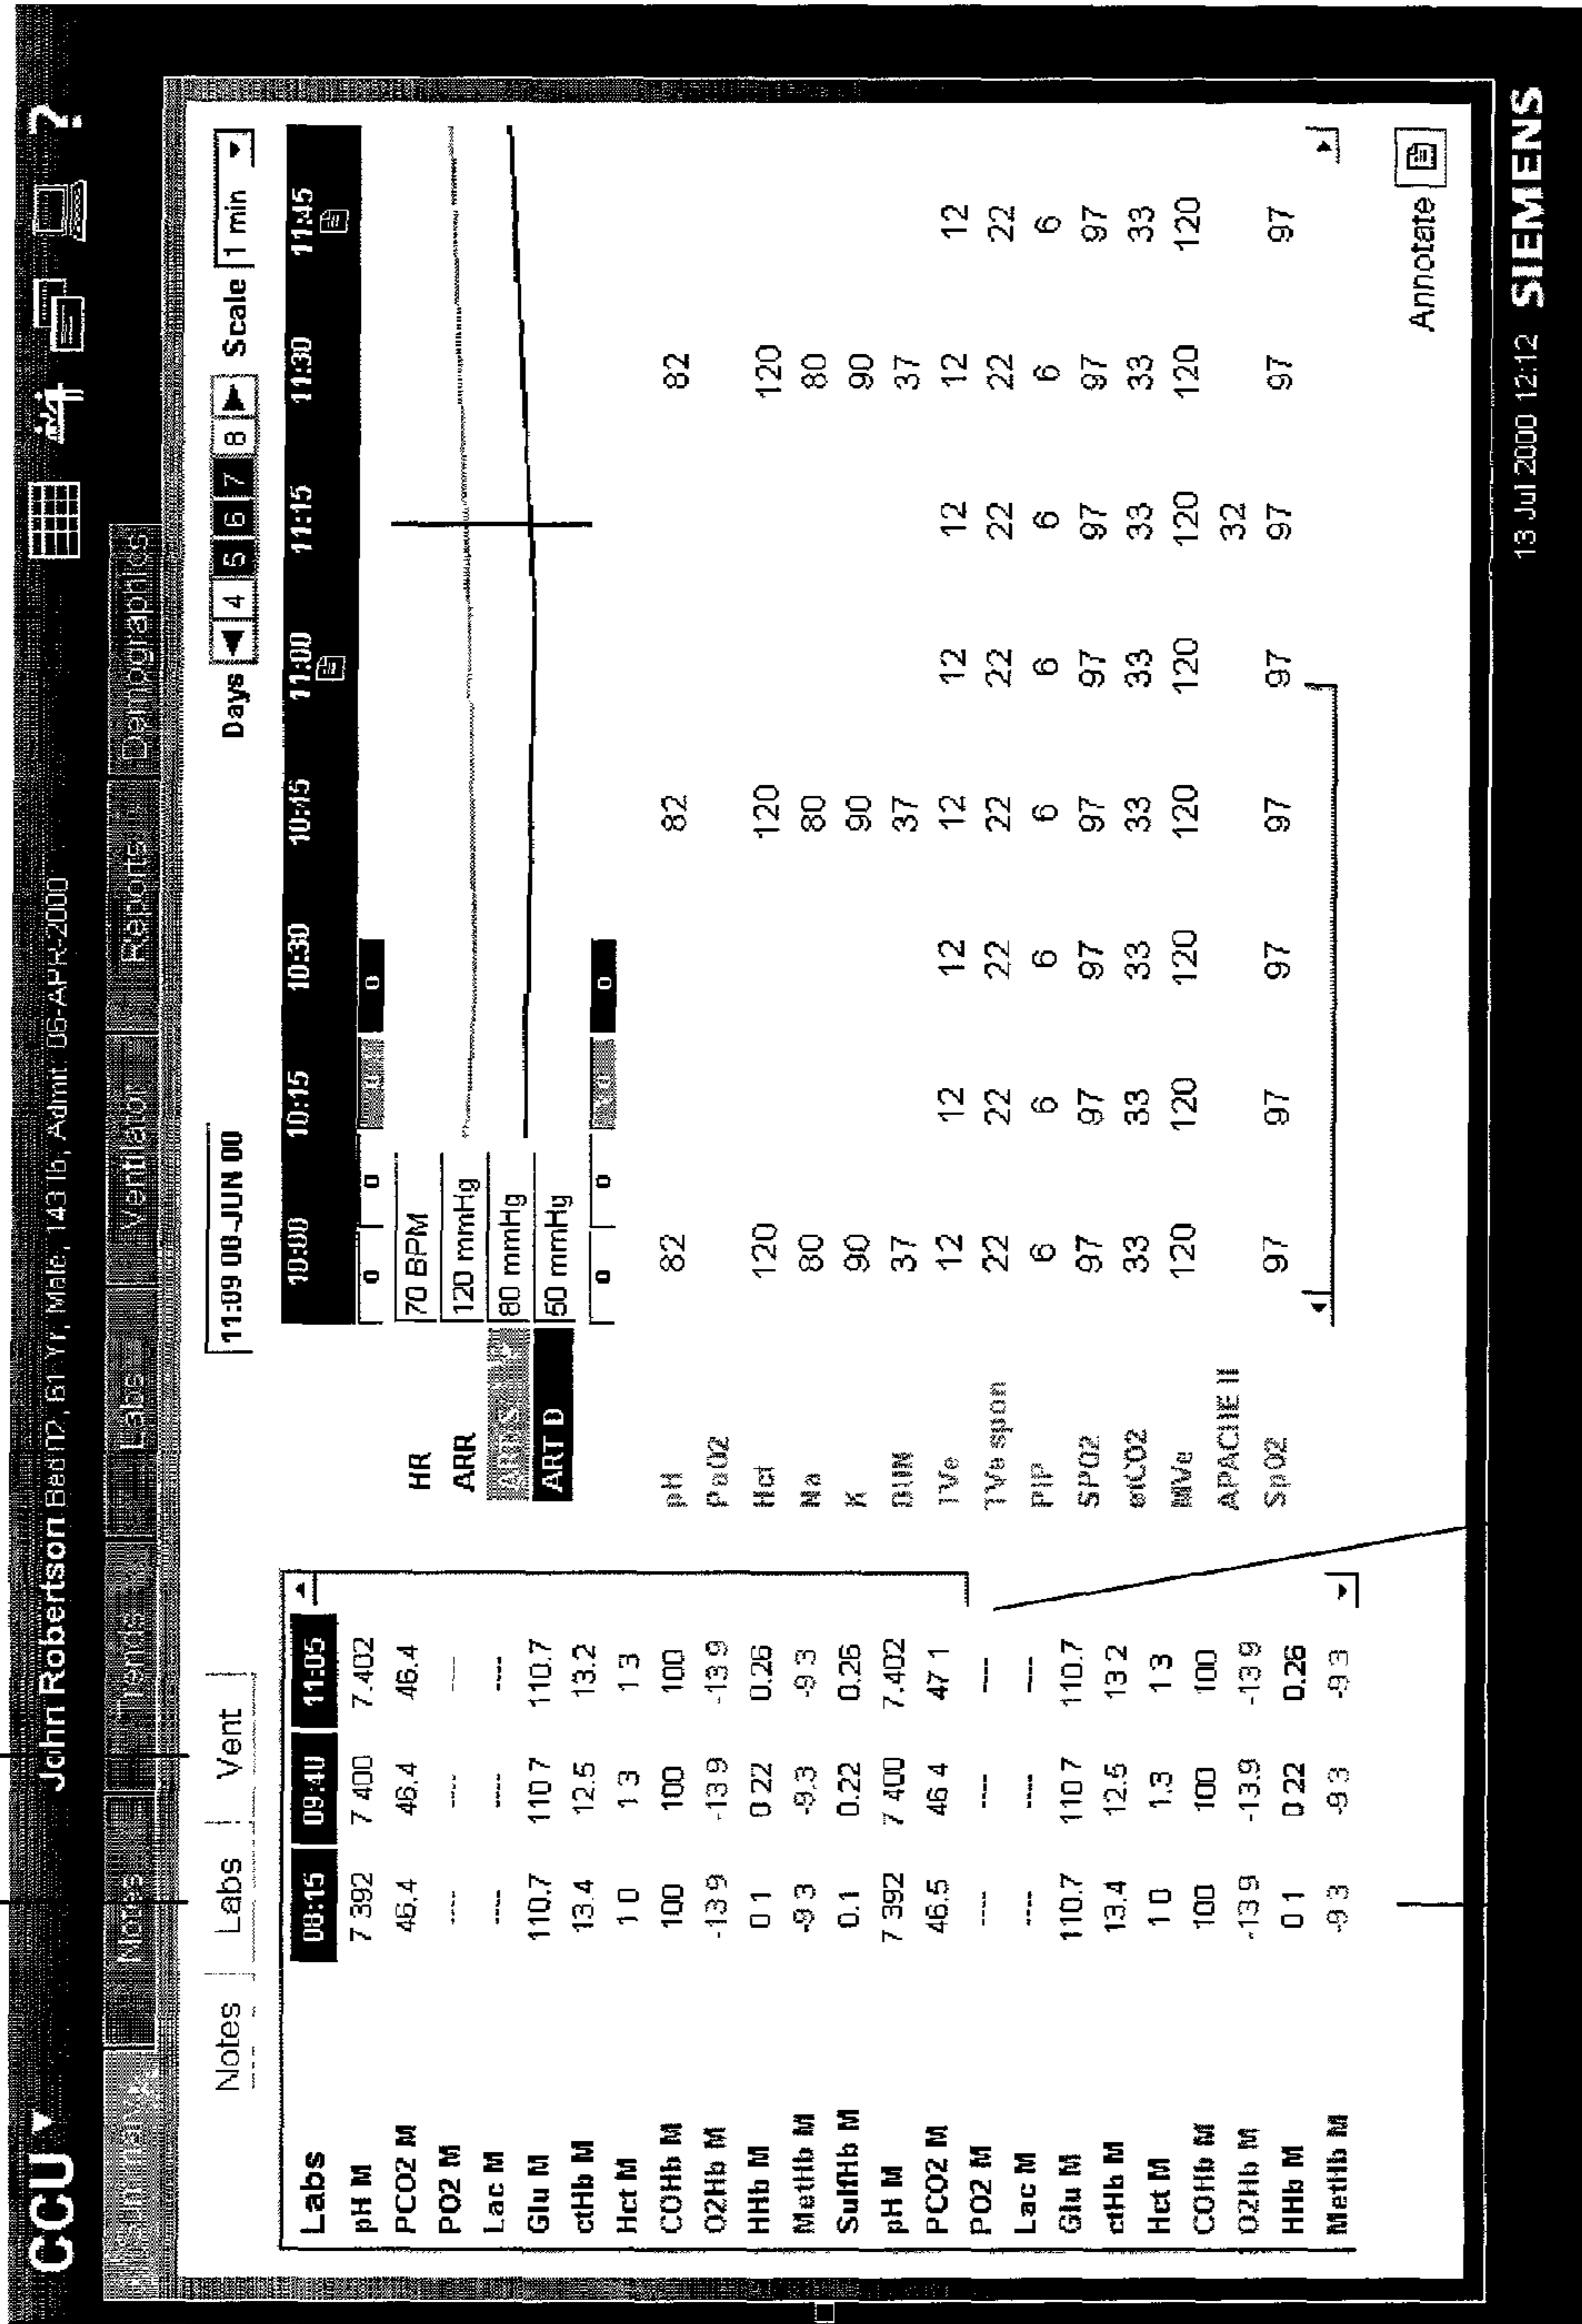 CCU John Robertson Bed 02, 61 Yr, Male, 143 lb, Admit: 06-APR-2000 ?
Summary Notes Trends Labs Ventilator Reports Demographics
Notes Labs Vent
11:09 00-JUN 00 Days 4 5 6 7 8 Scale 1 min
Labs 08:15 09:40 11:05
pH M 7 392 7 400 7.402
PCO2 M 46.4 46.4 46.4
PO2 M --- --- ---
Lac M --- --- ---
Glu M 110.7 110 7 110.7
ctHb M 13.4 12.5 13.2
Hct M 1 0 1 3 1 3
COHb M 100 100 100
O2Hb M -13 9 -13 9 -13 9
HHb M 0 1 0 22 0.26
MetHb M -9 3 -9.3 -9 3
SulfHb M 0.1 0.22 0.26
pH M 7 392 7 400 7.402
PCO2 M 46.5 46 4 47 1
PO2 M --- --- ---
Lac M --- --- ---
Glu M 110.7 110 7 110.7
ctHb M 13.4 12.5 13 2
Hct M 1 0 1.3 1 3
COHb M 100 100 100
O2Hb M -13 9 -13.9 -13 9
HHb M 0 1 0 22 0.26
MetHb M -9 3 -9 3 -9 3
10:00 10:15 10:30 10:45 11:00 11:15 11:30 11:45
0 0 0 0
HR 70 BPM
ARR 120 mmHg
ART S 80 mmHg
ART D 50 mmHg
0 0 0 0
pH 82 82 82
PaO2
Hct 120 120 120
Na 80 80 80
K 90 90 90
BUN 37 37 37
TVe 12 12 12 12 12 12 12 12
TVe spon 22 22 22 22 22 22 22 22
PIP 6 6 6 6 6 6 6 6
SPO2 97 97 97 97 97 97 97 97
etCO2 33 33 33 33 33 33 33 33
MVe 120 120 120 120 120 120 120 120
APACHE II 32
SpO2 97 97 97 97 97 97 97 97
Annotate
13 Jul 2000 12:12 SIEMENS